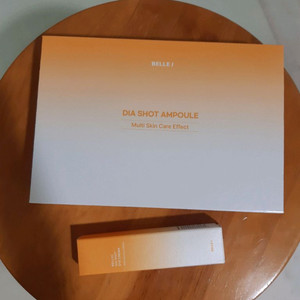 BELLE I
DIA SHOT AMPOULE
Multi Skin Care Effect